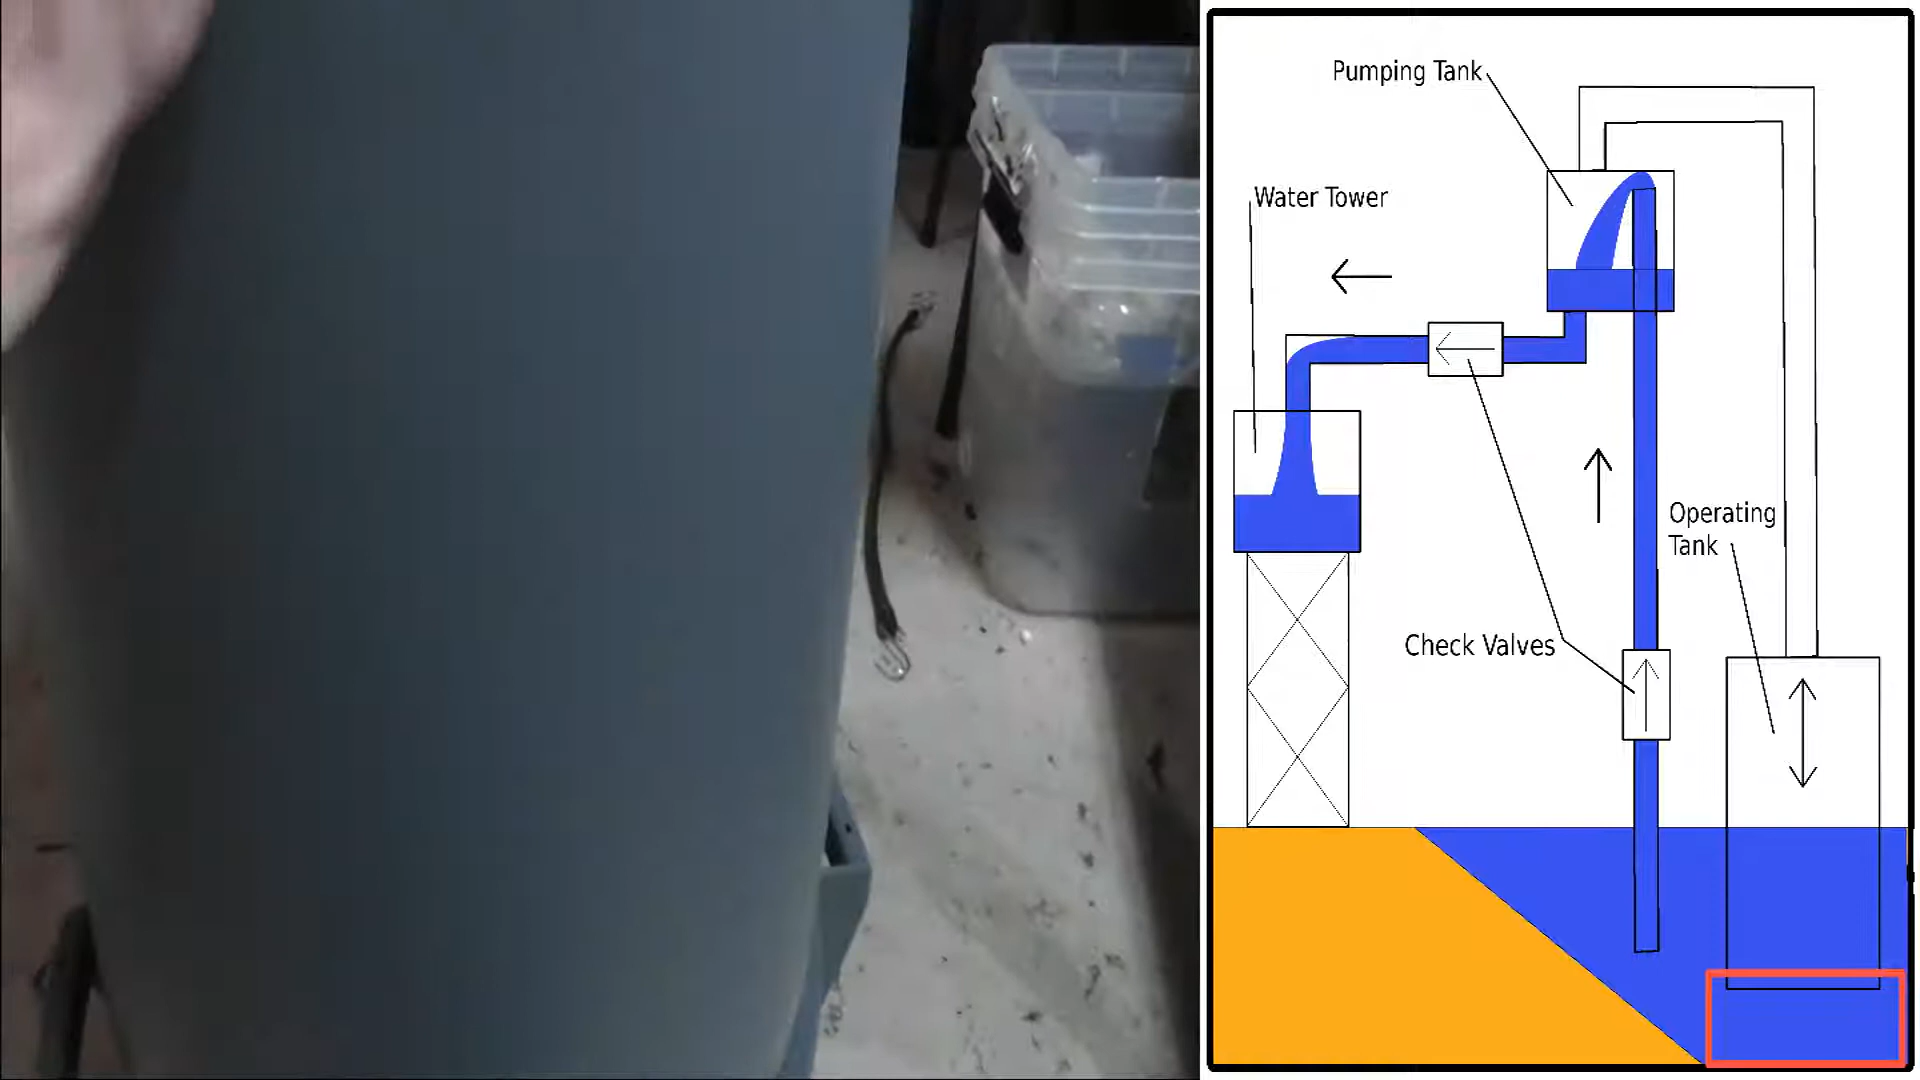 Pumping Tank
Water Tower
Operating
Tank
Check Valves